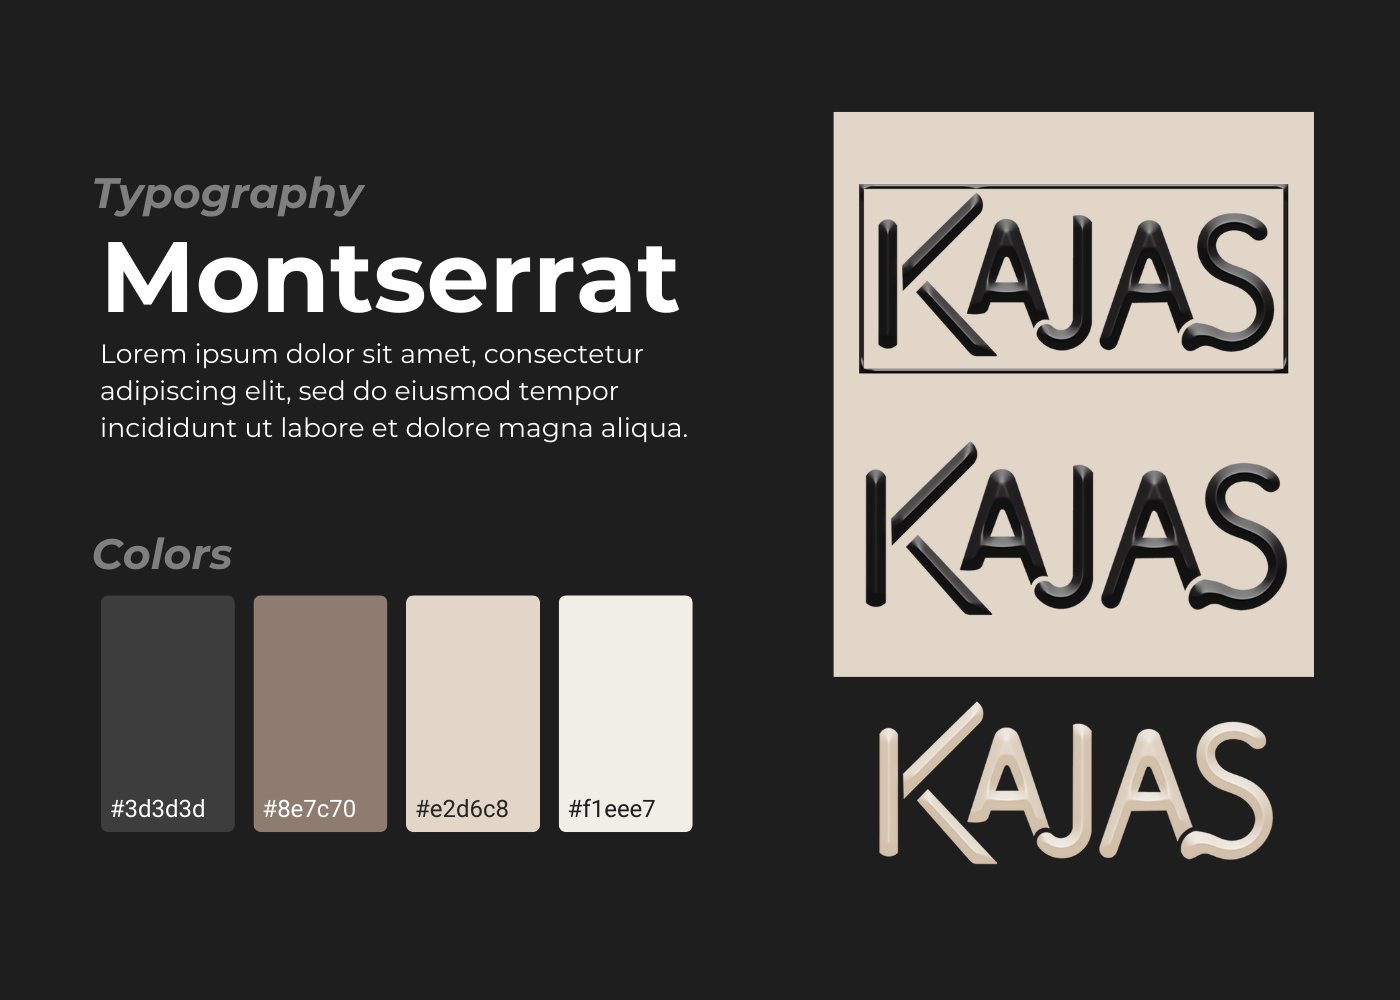 Typography
Montserrat
Lorem ipsum dolor sit amet, consectetur
adipiscing elit, sed do eiusmod tempor
incididunt ut labore et dolore magna aliqua.
Colors
#3d3d3d
#8e7c70
#e2d6c8
#f1eee7
KAJAS
KAJAS
KAJAS